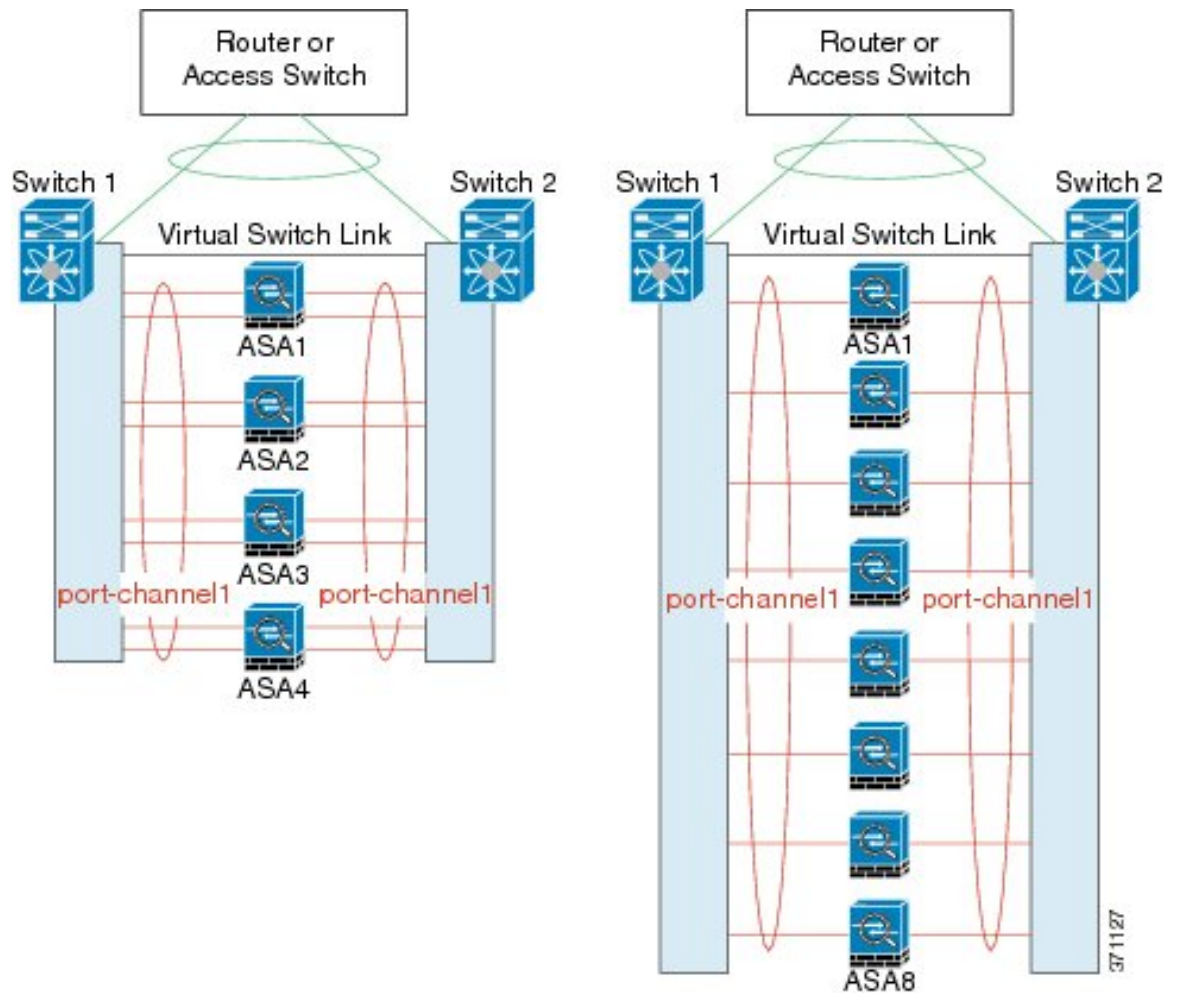 Router or
Access Switch
Switch 1
Switch 2
Virtual Switch Link
ASA1
ASA2
ASA3
port-channel1
port-channel1
ASA4
Router or
Access Switch
Switch 1
Switch 2
Virtual Switch Link
ASA1
port-channel1
port-channel1
ASA8
371127